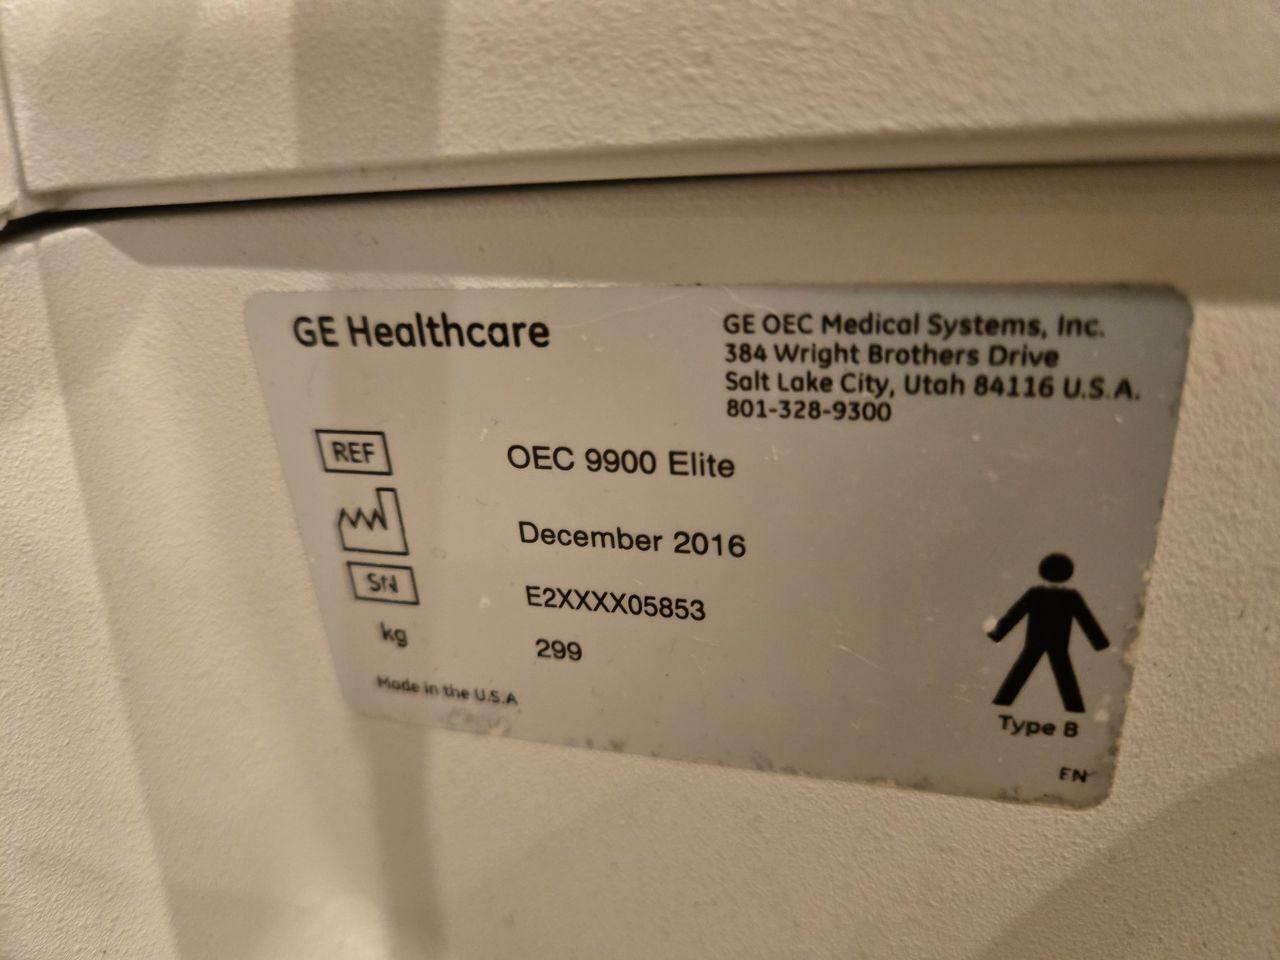 GE Healthcare
GE OEC Medical Systems, Inc.
384 Wright Brothers Drive
Salt Lake City, Utah 84116 U.S.A.
801-328-9300
REF OEC 9900 Elite
December 2016
SN E2XXXX05853
kg 299
Made in the U.S.A
Type B
EN